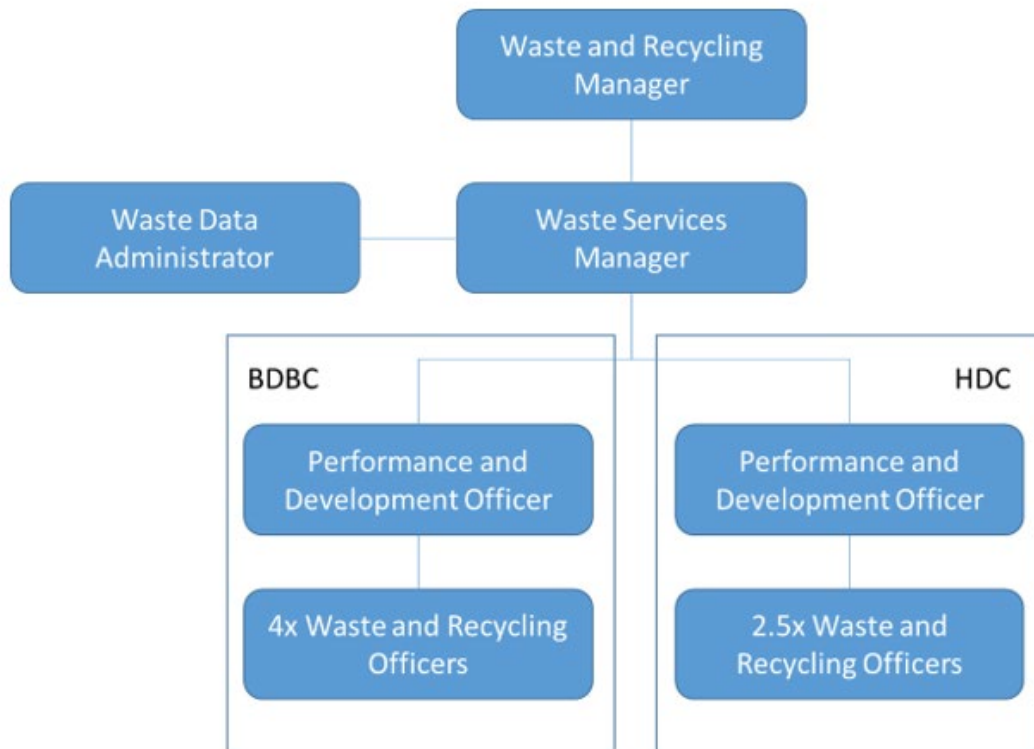 Waste and Recycling
Manager
Waste Data
Administrator
Waste Services
Manager
BDBC
HDC
Performance and
Development Officer
Performance and
Development Officer
4x Waste and Recycling
Officers
2.5x Waste and
Recycling Officers